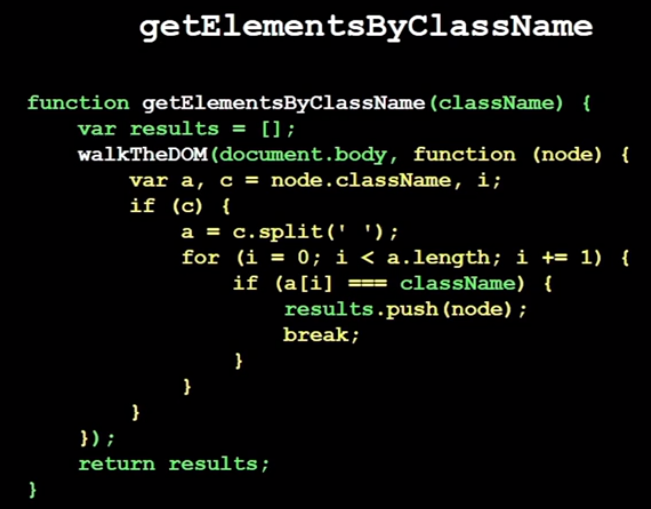 getElementsByClassName
function getElementsByClassName(className) {
    var results = [];
    walkTheDOM(document.body, function (node) {
        var a, c = node.className, i;
        if (c) {
            a = c.split(' ');
            for (i = 0; i < a.length; i += 1) {
                if (a[i] === className) {
                    results.push(node);
                    break;
                }
            }
        }
    });
    return results;
}